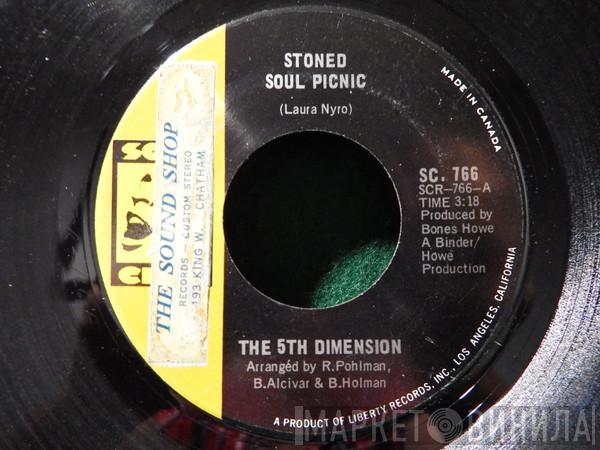 STONED
SOUL PICNIC
(Laura Nyro)
MADE IN CANADA
SC. 766
SCR-766-A
TIME 3:18
Produced by
Bones Howe
A Binder/
Howe
Production
THE 5TH DIMENSION
Arrangéd by R.Pohlman,
B.Alcivar & B.Holman
A PRODUCT OF LIBERTY RECORDS, INC., LOS ANGELES, CALIFORNIA
THE SOUND SHOP
RECORDS - CUSTOM STEREO
193 KING W. CHATHAM
МАРКЕТ ВИНИЛА